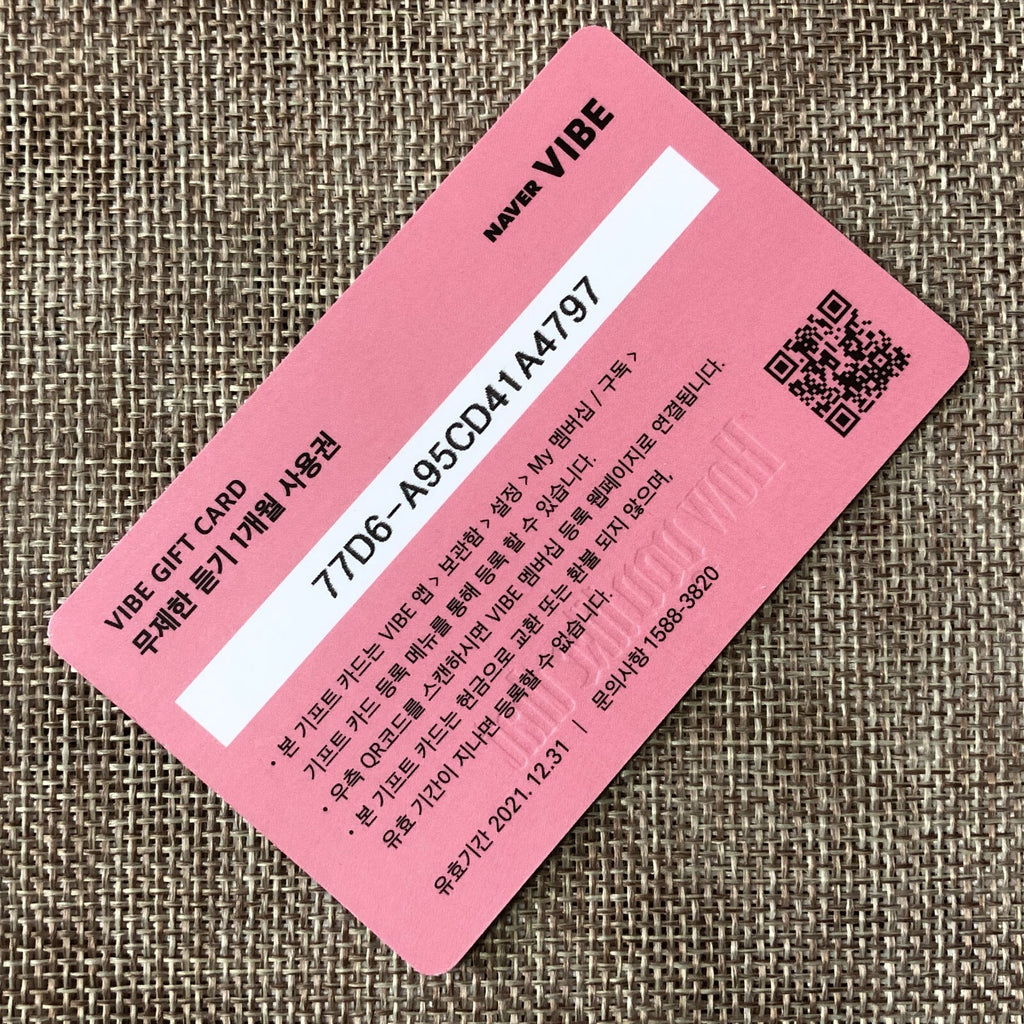 NAVER VIBE
VIBE GIFT CARD
무제한 듣기 1개월 사용권
77D6-A95CD41A4797
· 본 기프트 카드는 VIBE 앱 > 보관함 > 설정 > My 멤버십 / 구독 >
기프트 카드 등록 메뉴를 통해 등록 할 수 있습니다.
· 우측 QR코드를 스캔하시면 VIBE 멤버십 등록 웹페이지로 연결됩니다.
· 본 기프트 카드는 현금으로 교환 또는 환불 되지 않으며,
유효 기간이 지나면 등록할 수 없습니다.
유효기간 2021. 12.31 | 문의사항 1588-3820